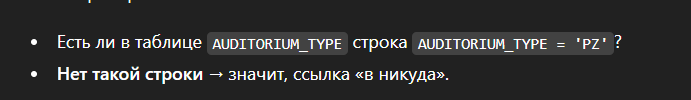 Есть ли в таблице AUDITORIUM_TYPE строка AUDITORIUM_TYPE = 'PZ'?
Нет такой строки → значит, ссылка «в никуда».